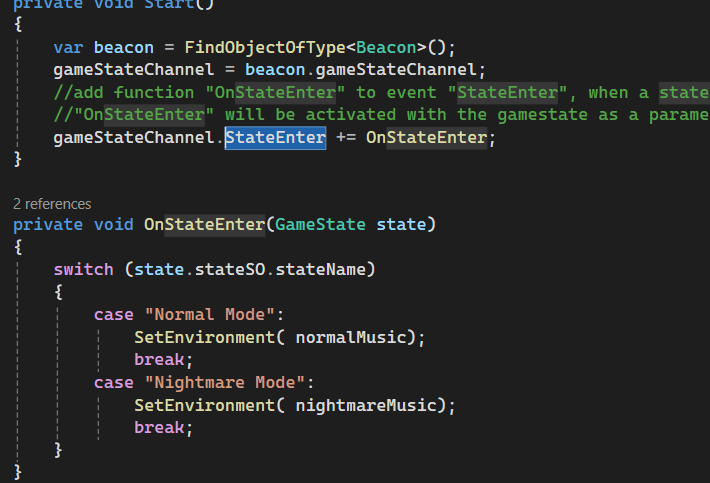 private void Start()
{
var beacon = FindObjectOfType<Beacon>();
gameStateChannel = beacon.gameStateChannel;
//add function "OnStateEnter" to event "StateEnter", when a state
//"OnStateEnter" will be activated with the gamestate as a parame
gameStateChannel.StateEnter += OnStateEnter;
}
2 references
private void OnStateEnter(GameState state)
{
switch (state.stateSO.stateName)
{
case "Normal Mode":
SetEnvironment( normalMusic);
break;
case "Nightmare Mode":
SetEnvironment( nightmareMusic);
break;
}
}